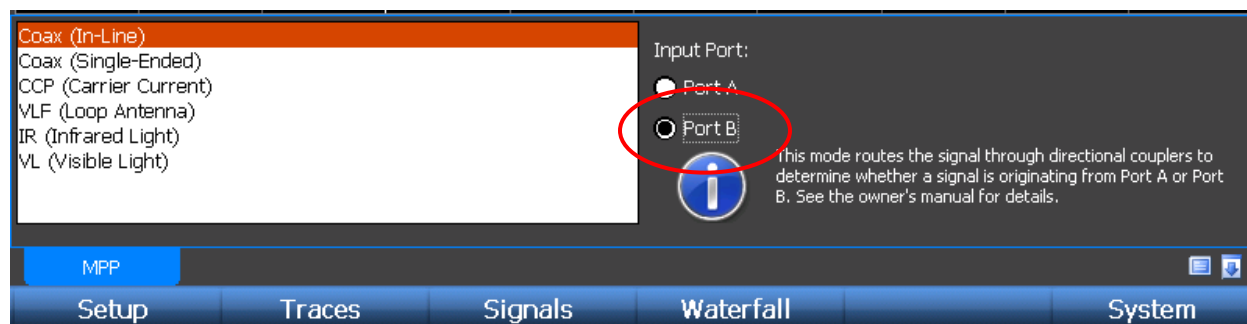 Coax (In-Line)
Coax (Single-Ended)
CCP (Carrier Current)
VLF (Loop Antenna)
IR (Infrared Light)
VL (Visible Light)
Input Port:
Port A
Port B
This mode routes the signal through directional couplers to
determine whether a signal is originating from Port A or Port
B. See the owner's manual for details.
MPP
Setup Traces Signals Waterfall System